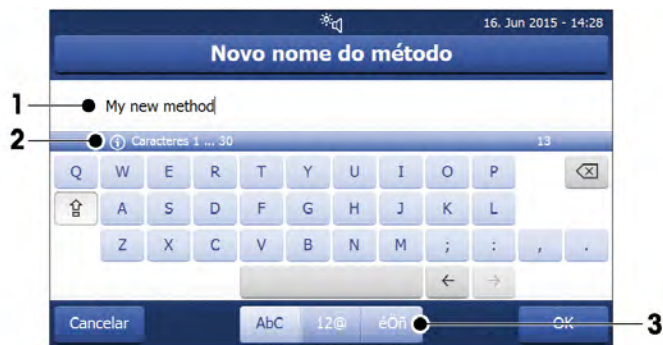 16. Jun 2015 - 14:28
Novo nome do método
1
My new method
2
Caracteres 1 ... 30 13
Q W E R T Y U I O P
A S D F G H J K L
Z X C V B N M ; : , .
Cancelar AbC 12@ éÖñ OK
3